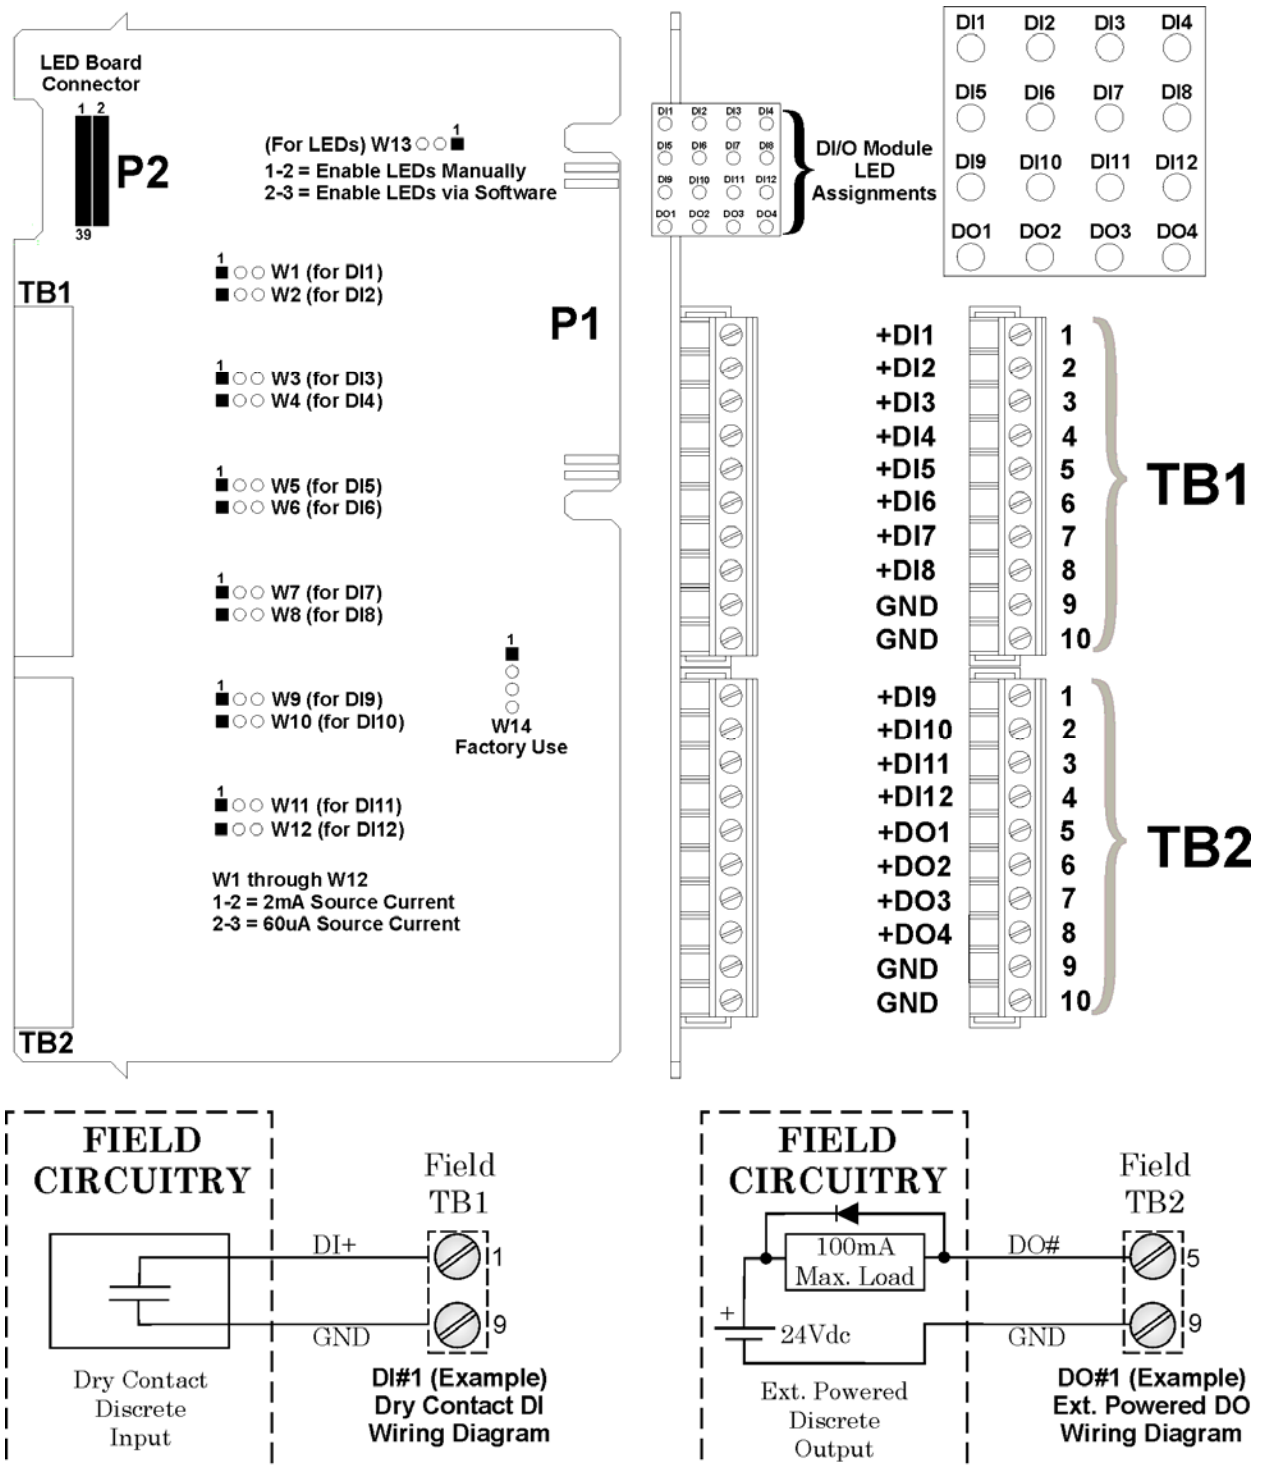 LED Board
Connector
1 2
P2
39
(For LEDs) W13
1
1-2 = Enable LEDs Manually
2-3 = Enable LEDs via Software
TB1
1
W1 (for DI1)
W2 (for DI2)
P1
1
W3 (for DI3)
W4 (for DI4)
1
W5 (for DI5)
W6 (for DI6)
1
W7 (for DI7)
W8 (for DI8)
1
W14
Factory Use
1
W9 (for DI9)
W10 (for DI10)
1
W11 (for DI11)
W12 (for DI12)
W1 through W12
1-2 = 2mA Source Current
2-3 = 60uA Source Current
TB2
DI1 DI2 DI3 DI4
DI5 DI6 DI7 DI8
DI9 DI10 DI11 DI12
DO1 DO2 DO3 DO4
DI/O Module
LED
Assignments
DI1 DI2 DI3 DI4
DI5 DI6 DI7 DI8
DI9 DI10 DI11 DI12
DO1 DO2 DO3 DO4
+DI1 1
+DI2 2
+DI3 3
+DI4 4
+DI5 5
+DI6 6
+DI7 7
+DI8 8
GND 9
GND 10
TB1
+DI9 1
+DI10 2
+DI11 3
+DI12 4
+DO1 5
+DO2 6
+DO3 7
+DO4 8
GND 9
GND 10
TB2
FIELD
CIRCUITRY
Field
TB1
DI+
1
GND
9
Dry Contact
Discrete
Input
DI#1 (Example)
Dry Contact DI
Wiring Diagram
FIELD
CIRCUITRY
Field
TB2
100mA
Max. Load
DO#
5
+
24Vdc
GND
9
Ext. Powered
Discrete
Output
DO#1 (Example)
Ext. Powered DO
Wiring Diagram